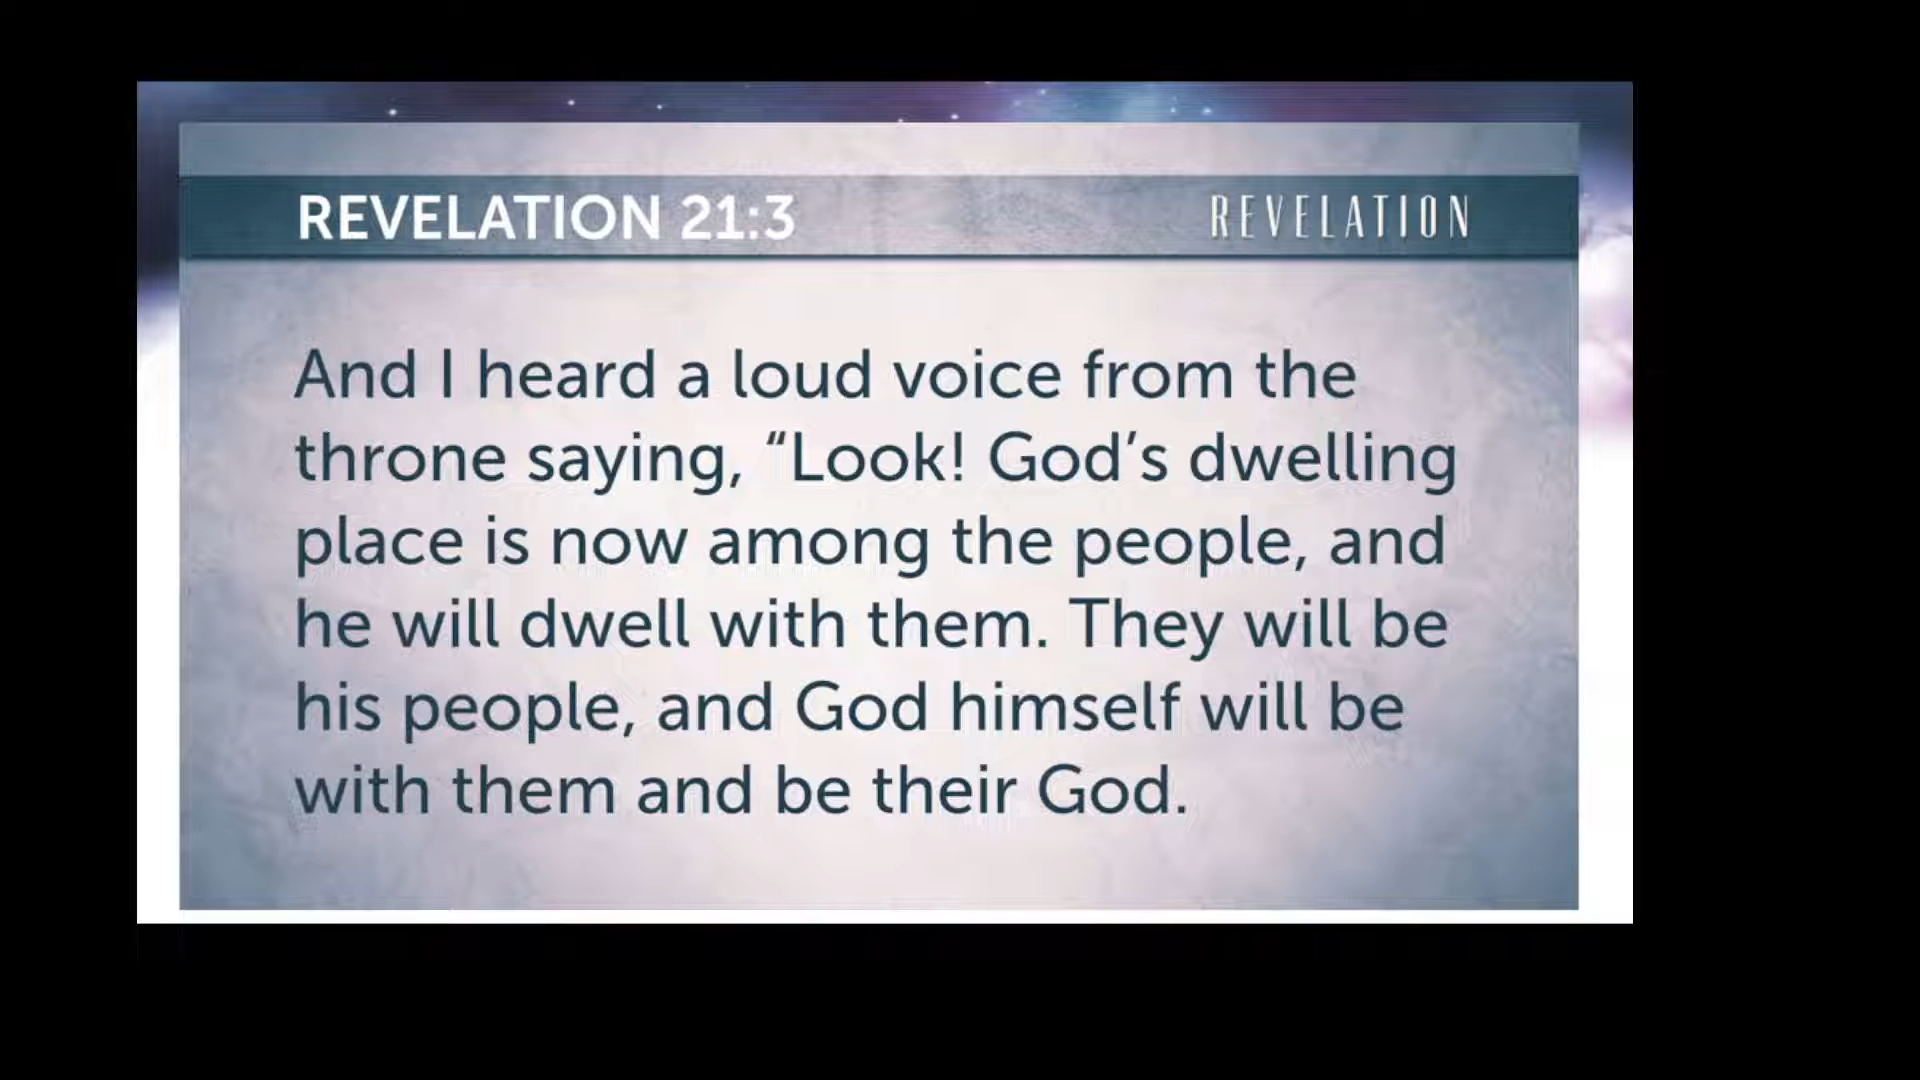 REVELATION 21:3
REVELATION
And I heard a loud voice from the
throne saying, “Look! God’s dwelling
place is now among the people, and
he will dwell with them. They will be
his people, and God himself will be
with them and be their God.